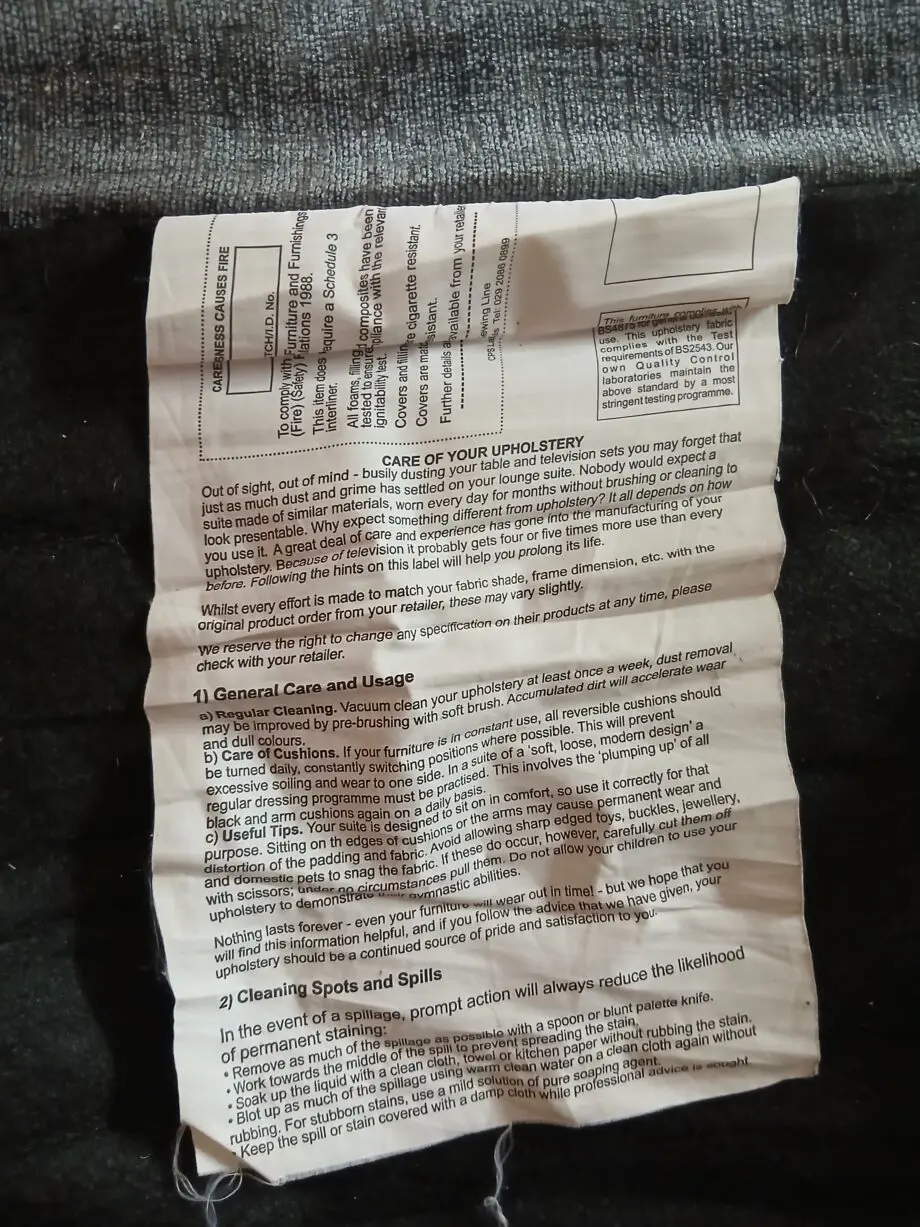 CARE
NESS CAUSES FIRE
TCH/I.D. No.
To comply with Furniture and Furnishings
(Fire) (Safety) lations 1988.
This item does quire a Schedule 3
interliner.
All foams, filling composites have been
tested to ensure pliance with the relevan
ignitability test.
Covers and fillin e cigarette resistant.
Covers are matc sistant.
Further details a available from your retaile
ewing Line
CPS La ls Tel: 029 2086 0899
This furniture complies with
BS4875 for
use. This upholstery fabric
complies with the Test
requirements of BS2543. Our
own Quality Control
laboratories maintain the
above standard by a most
stringent testing programme.
CARE OF YOUR UPHOLSTERY
Out of sight, out of mind - busily dusting your table and television sets you may forget that
just as much dust and grime has settled on your lounge suite. Nobody would expect a
suite made of similar materials, worn every day for months without brushing or cleaning to
look presentable. Why expect something different from upholstery? It all depends on how
you use it. A great deal of care and experience has gone into the manufacturing of your
upholstery. Because of television it probably gets four or five times more use than every
before. Following the hints on this label will help you prolong its life.
Whilst every effort is made to match your fabric shade, frame dimension, etc. with the
original product order from your retailer, these may vary slightly.
We reserve the right to change any specification on their products at any time, please
check with your retailer.
1) General Care and Usage
a) Regular Cleaning. Vacuum clean your upholstery at least once a week, dust removal
may be improved by pre-brushing with soft brush. Accumulated dirt will accelerate wear
and dull colours.
b) Care of Cushions. If your furniture is in constant use, all reversible cushions should
be turned daily, constantly switching positions where possible. This will prevent
excessive soiling and wear to one side. In a suite of a 'soft, loose, modern design' a
regular dressing programme must be practised. This involves the 'plumping up' of all
black and arm cushions again on a daily basis.
c) Useful Tips. Your suite is designed to sit on in comfort, so use it correctly for that
purpose. Sitting on th edges of cushions or the arms may cause permanent wear and
distortion of the padding and fabric. Avoid allowing sharp edged toys, buckles, jewellery,
and domestic pets to snag the fabric. If these do occur, however, carefully cut them off
with scissors; under no circumstances pull them. Do not allow your children to use your
upholstery to demonstrate their gymnastic abilities.
Nothing lasts forever - even your furniture will wear out in time! - but we hope that you
will find this information helpful, and if you follow the advice that we have given, your
upholstery should be a continued source of pride and satisfaction to you.
2) Cleaning Spots and Spills
In the event of a spillage, prompt action will always reduce the likelihood
of permanent staining:
• Remove as much of the spillage as possible with a spoon or blunt palette knife.
• Work towards the middle of the spill to prevent spreading the stain.
• Soak up the liquid with a clean cloth, towel or kitchen paper without rubbing the stain.
• Blot up as much of the spillage using warm clean water on a clean cloth again without
rubbing. For stubborn stains, use a mild solution of pure soaping agent.
• Keep the spill or stain covered with a damp cloth while professional advice is sought